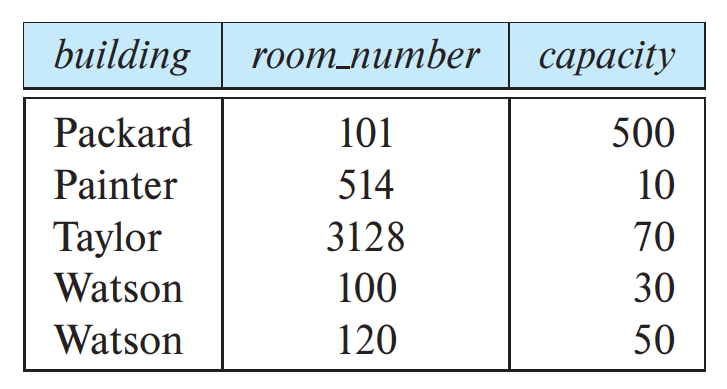 building room_number capacity
Packard 101 500
Painter 514 10
Taylor 3128 70
Watson 100 30
Watson 120 50